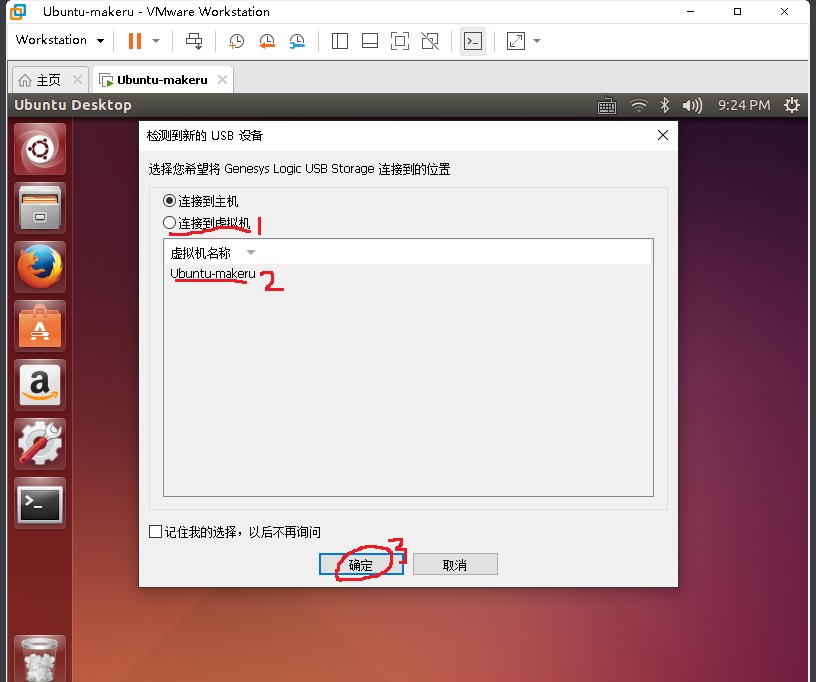 Ubuntu-makeru - VMware Workstation
Workstation
主页
Ubuntu-makeru
Ubuntu Desktop
9:24 PM
检测到新的 USB 设备
选择您希望将 Genesys Logic USB Storage 连接到的位置
连接到主机
连接到虚拟机 1
虚拟机名称
Ubuntu-makeru 2
记住我的选择，以后不再询问
3
确定 取消